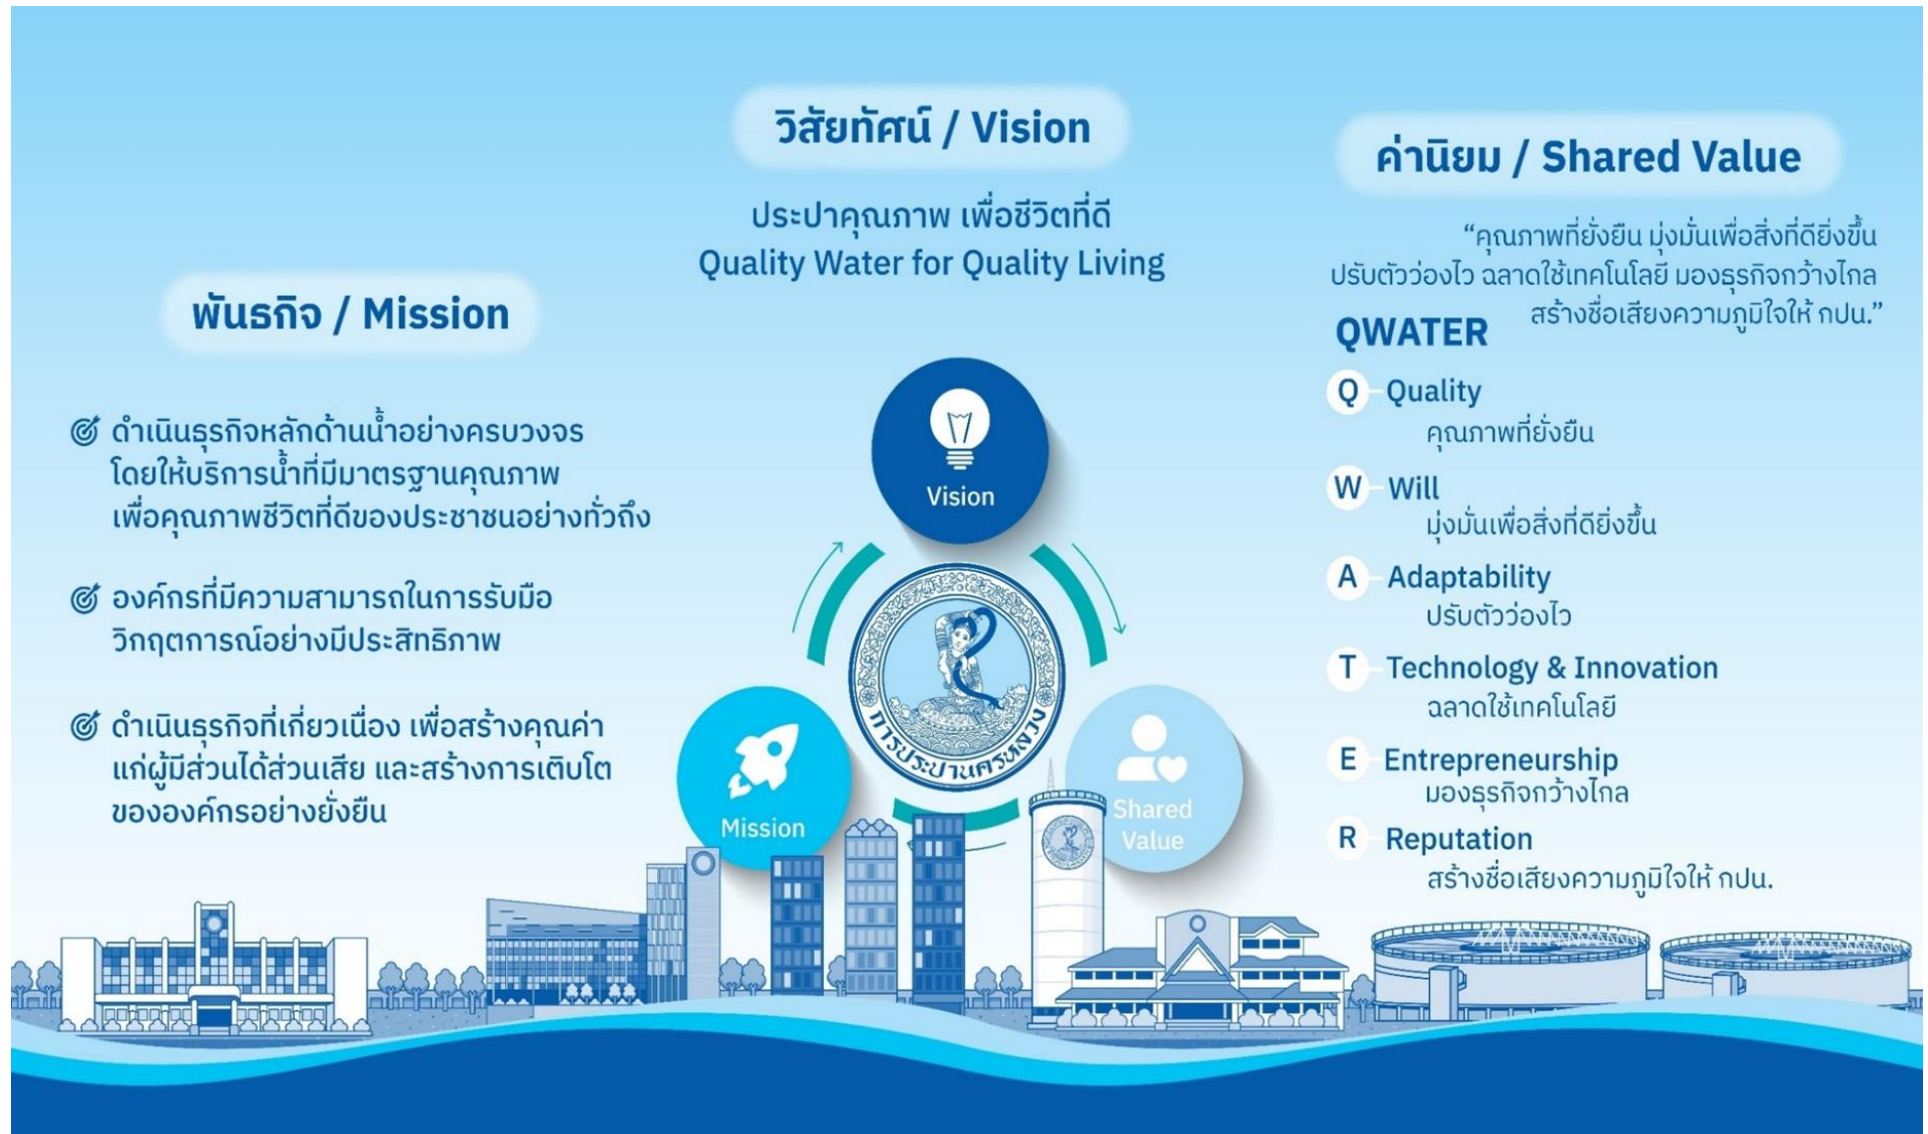 วิสัยทัศน์ / Vision
ประปาคุณภาพ เพื่อชีวิตที่ดี
Quality Water for Quality Living
พันธกิจ / Mission
ดำเนินธุรกิจหลักด้านน้ำอย่างครบวงจร
โดยให้บริการน้ำที่มีมาตรฐานคุณภาพ
เพื่อคุณภาพชีวิตที่ดีของประชาชนอย่างทั่วถึง
องค์กรที่มีความสามารถในการรับมือ
วิกฤตการณ์อย่างมีประสิทธิภาพ
ดำเนินธุรกิจที่เกี่ยวเนื่อง เพื่อสร้างคุณค่า
แก่ผู้มีส่วนได้ส่วนเสีย และสร้างการเติบโต
ขององค์กรอย่างยั่งยืน
Vision
การประปานครหลวง
Mission
Shared
Value
ค่านิยม / Shared Value
“คุณภาพที่ยั่งยืน มุ่งมั่นเพื่อสิ่งที่ดียิ่งขึ้น
ปรับตัวว่องไว ฉลาดใช้เทคโนโลยี มองธุรกิจกว้างไกล
สร้างชื่อเสียงความภูมิใจให้ กปน.”
QWATER
Q Quality
คุณภาพที่ยั่งยืน
W Will
มุ่งมั่นเพื่อสิ่งที่ดียิ่งขึ้น
A Adaptability
ปรับตัวว่องไว
T Technology & Innovation
ฉลาดใช้เทคโนโลยี
E Entrepreneurship
มองธุรกิจกว้างไกล
R Reputation
สร้างชื่อเสียงความภูมิใจให้ กปน.